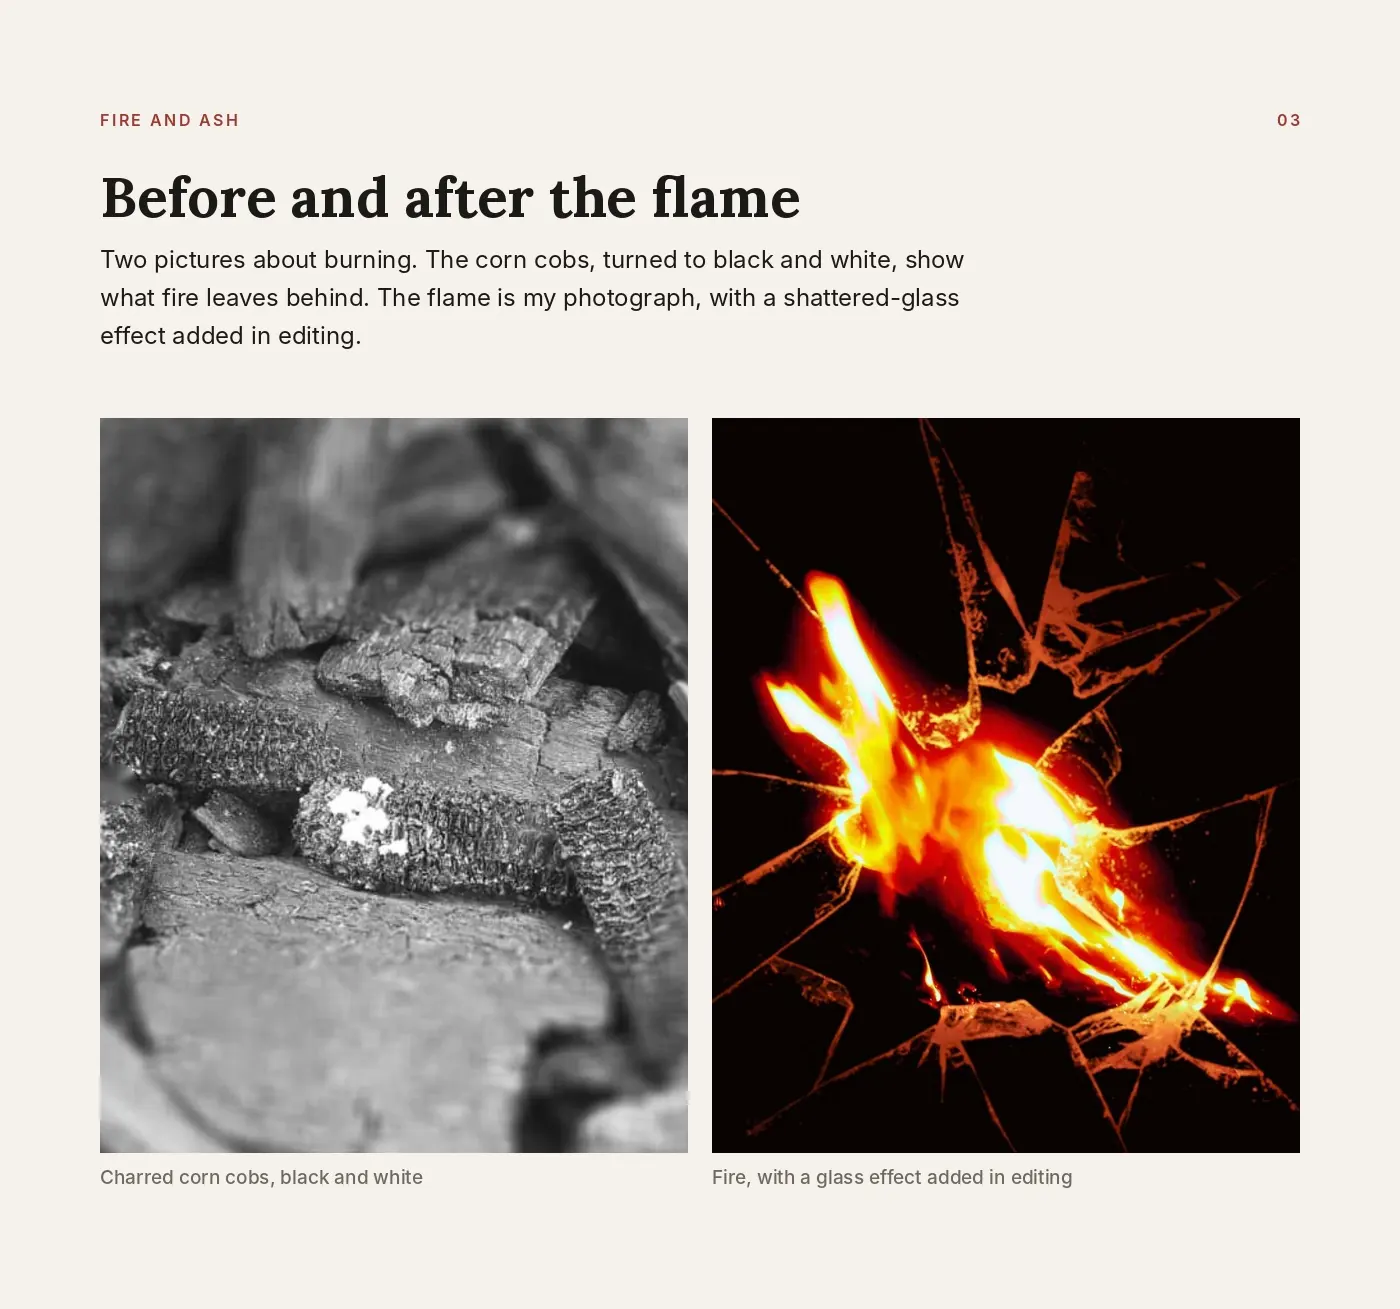 FIRE AND ASH
03
Before and after the flame
Two pictures about burning. The corn cobs, turned to black and white, show
what fire leaves behind. The flame is my photograph, with a shattered-glass
effect added in editing.
Charred corn cobs, black and white
Fire, with a glass effect added in editing